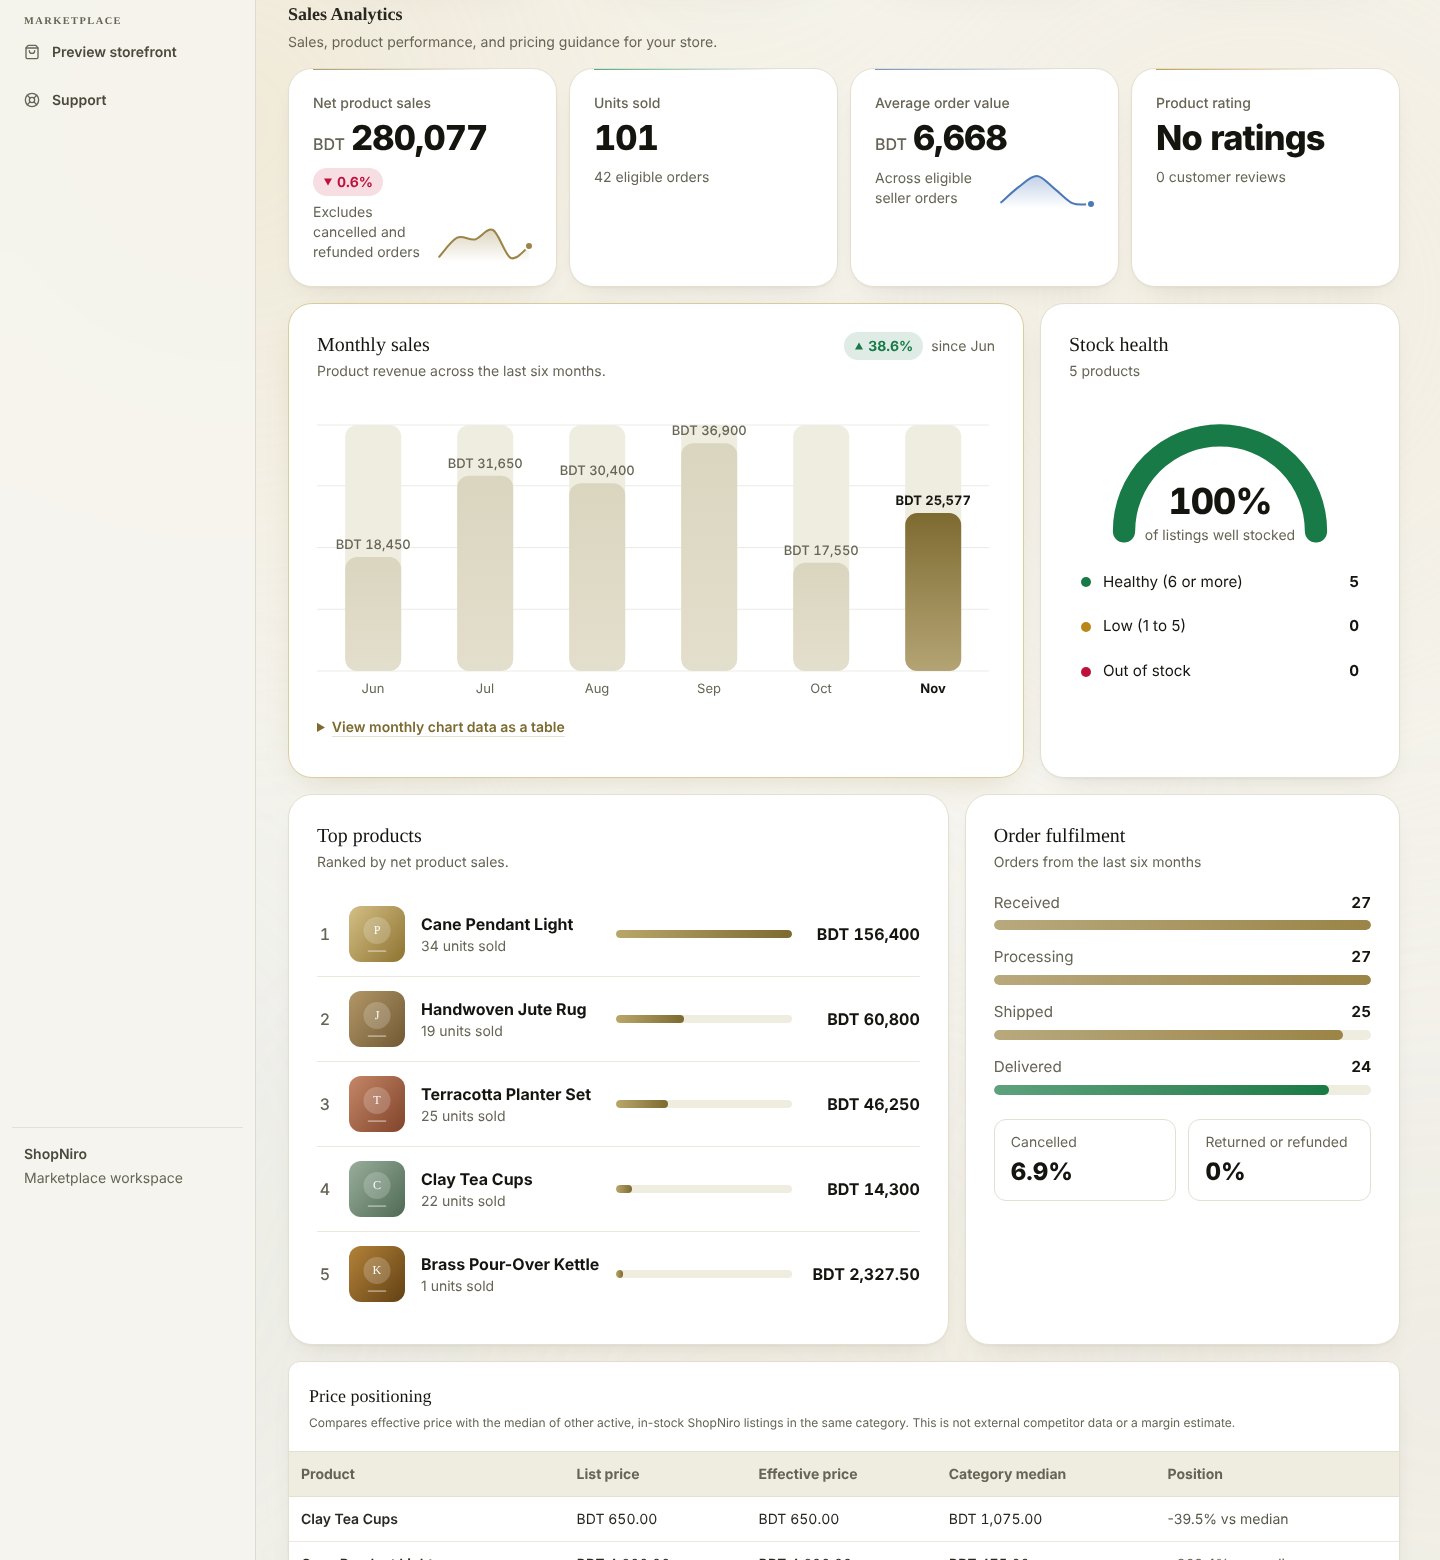 MARKETPLACE
Preview storefront
Support
Sales Analytics
Sales, product performance, and pricing guidance for your store.
Net product sales
BDT 280,077
▼ 0.6%
Excludes
cancelled and
refunded orders
Units sold
101
42 eligible orders
Average order value
BDT 6,668
Across eligible
seller orders
Product rating
No ratings
0 customer reviews
Monthly sales
Product revenue across the last six months.
▲ 38.6% since Jun
BDT 18,450
BDT 31,650
BDT 30,400
BDT 36,900
BDT 17,550
BDT 25,577
Jun Jul Aug Sep Oct Nov
▶ View monthly chart data as a table
Stock health
5 products
100%
of listings well stocked
Healthy (6 or more) 5
Low (1 to 5) 0
Out of stock 0
Top products
Ranked by net product sales.
1 P Cane Pendant Light BDT 156,400
34 units sold
2 J Handwoven Jute Rug BDT 60,800
19 units sold
3 T Terracotta Planter Set BDT 46,250
25 units sold
4 C Clay Tea Cups BDT 14,300
22 units sold
5 K Brass Pour-Over Kettle BDT 2,327.50
1 units sold
Order fulfilment
Orders from the last six months
Received 27
Processing 27
Shipped 25
Delivered 24
Cancelled
6.9%
Returned or refunded
0%
ShopNiro
Marketplace workspace
Price positioning
Compares effective price with the median of other active, in-stock ShopNiro listings in the same category. This is not external competitor data or a margin estimate.
Product List price Effective price Category median Position
Clay Tea Cups BDT 650.00 BDT 650.00 BDT 1,075.00 -39.5% vs median